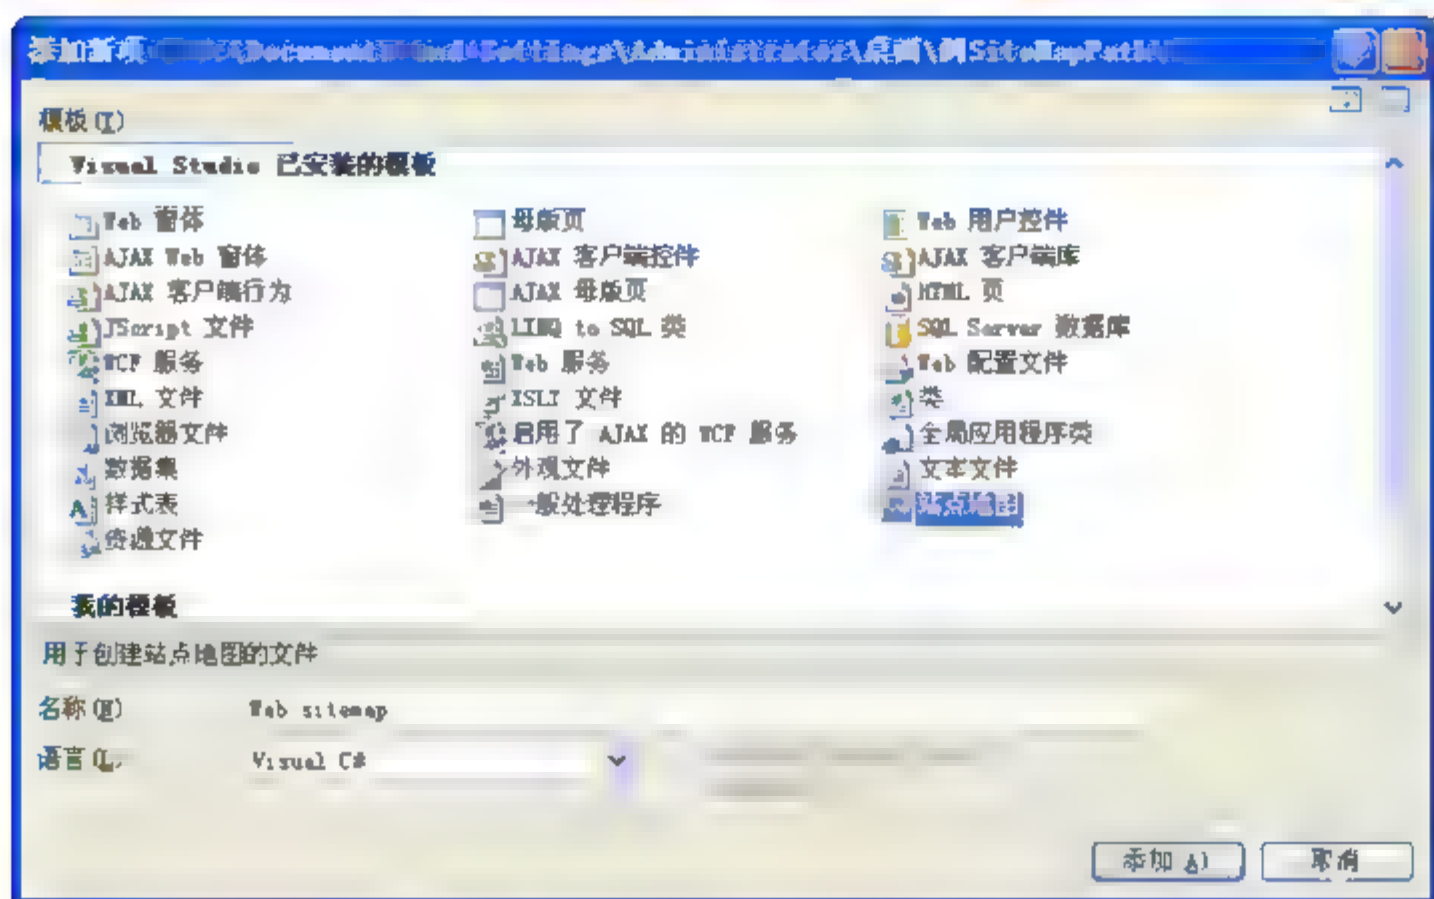 添加新项
模板(T)
Visual Studio 已安装的模板
Web 窗体 母版页 Web 用户控件
AJAX Web 窗体 AJAX 客户端控件 AJAX 客户端库
AJAX 客户端行为 AJAX 母版页 HTML 页
JScript 文件 LINQ to SQL 类 SQL Server 数据库
WCF 服务 Web 服务 Web 配置文件
XML 文件 XSLT 文件 类
浏览器文件 启用了 AJAX 的 WCF 服务 全局应用程序类
数据集 外观文件 文本文件
样式表 一般处理程序 站点地图
资源文件
我的模板
用于创建站点地图的文件
名称(N) Web sitemap
语言(L) Visual C#
添加(A) 取消